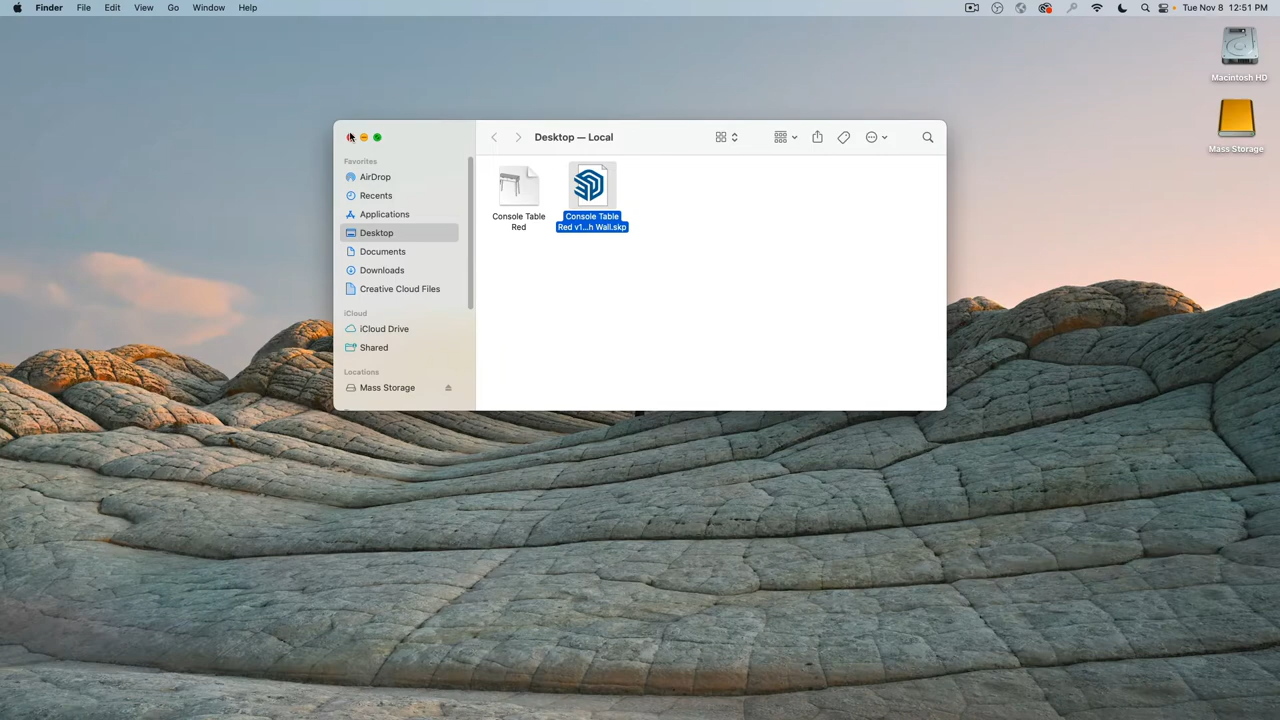 Finder File Edit View Go Window Help Tue Nov 8 12:51 PM
Macintosh HD
Mass Storage
Desktop — Local
Favorites
AirDrop
Recents
Applications
Desktop
Documents
Downloads
Creative Cloud Files
iCloud
iCloud Drive
Shared
Locations
Mass Storage
Console Table
Red
Console Table
Red v1...h Wall.skp